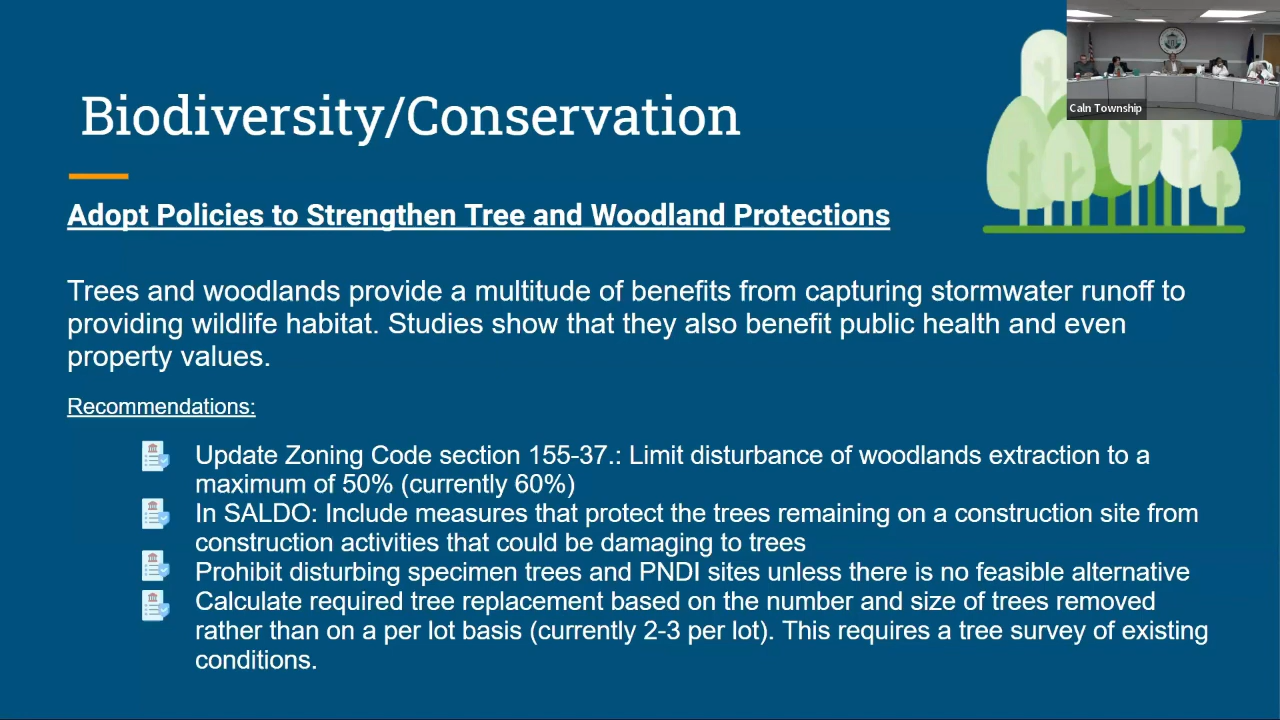 Caln Township
Biodiversity/Conservation
Adopt Policies to Strengthen Tree and Woodland Protections
Trees and woodlands provide a multitude of benefits from capturing stormwater runoff to
providing wildlife habitat. Studies show that they also benefit public health and even
property values.
Recommendations:
Update Zoning Code section 155-37.: Limit disturbance of woodlands extraction to a
maximum of 50% (currently 60%)
In SALDO: Include measures that protect the trees remaining on a construction site from
construction activities that could be damaging to trees
Prohibit disturbing specimen trees and PNDI sites unless there is no feasible alternative
Calculate required tree replacement based on the number and size of trees removed
rather than on a per lot basis (currently 2-3 per lot). This requires a tree survey of existing
conditions.